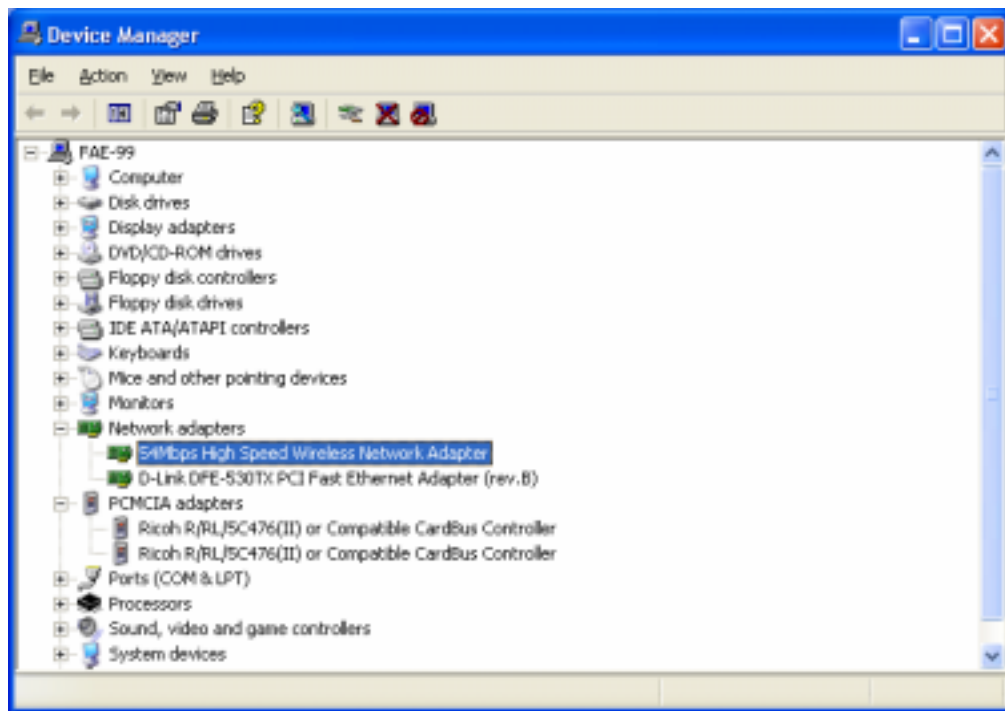 Device Manager
File Action View Help
FAE-99
Computer
Disk drives
Display adapters
DVD/CD-ROM drives
Floppy disk controllers
Floppy disk drives
IDE ATA/ATAPI controllers
Keyboards
Mice and other pointing devices
Monitors
Network adapters
54Mbps High Speed Wireless Network Adapter
D-Link DFE-530TX PCI Fast Ethernet Adapter (rev.B)
PCMCIA adapters
Ricoh R/RL/5C476(II) or Compatible CardBus Controller
Ricoh R/RL/5C476(II) or Compatible CardBus Controller
Ports (COM & LPT)
Processors
Sound, video and game controllers
System devices